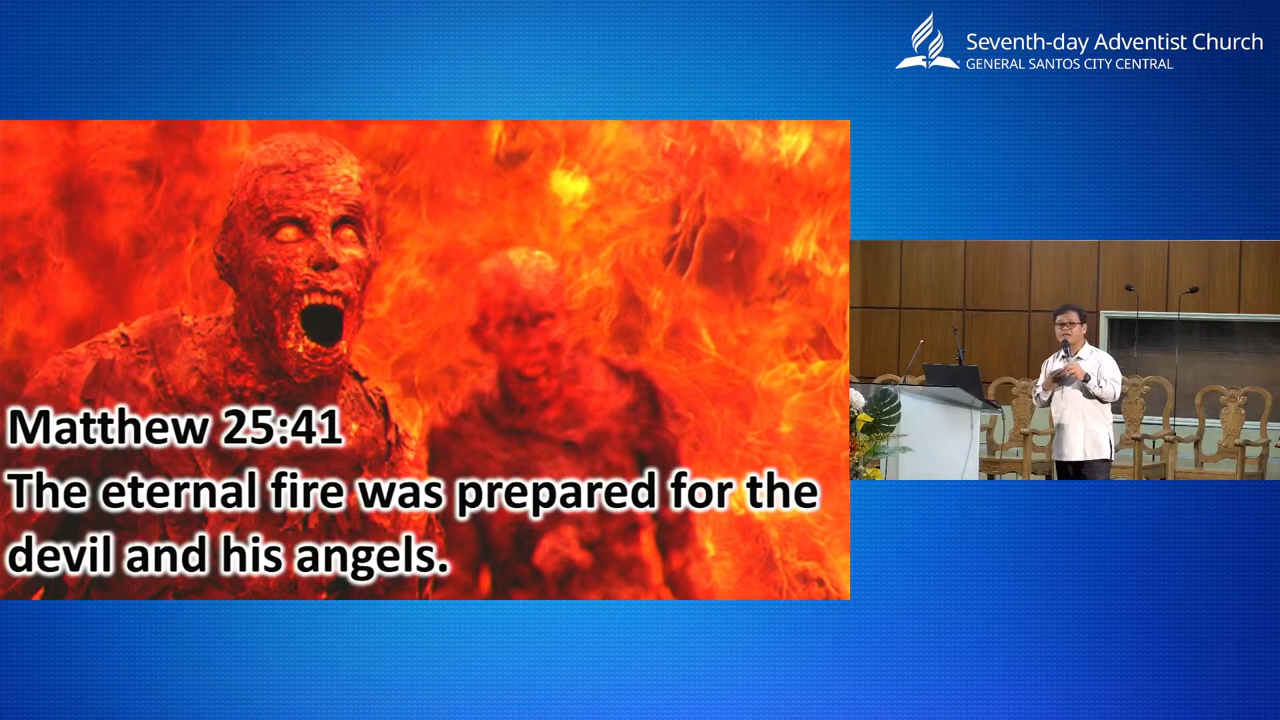 Seventh-day Adventist Church
GENERAL SANTOS CITY CENTRAL
Matthew 25:41
The eternal fire was prepared for the
devil and his angels.